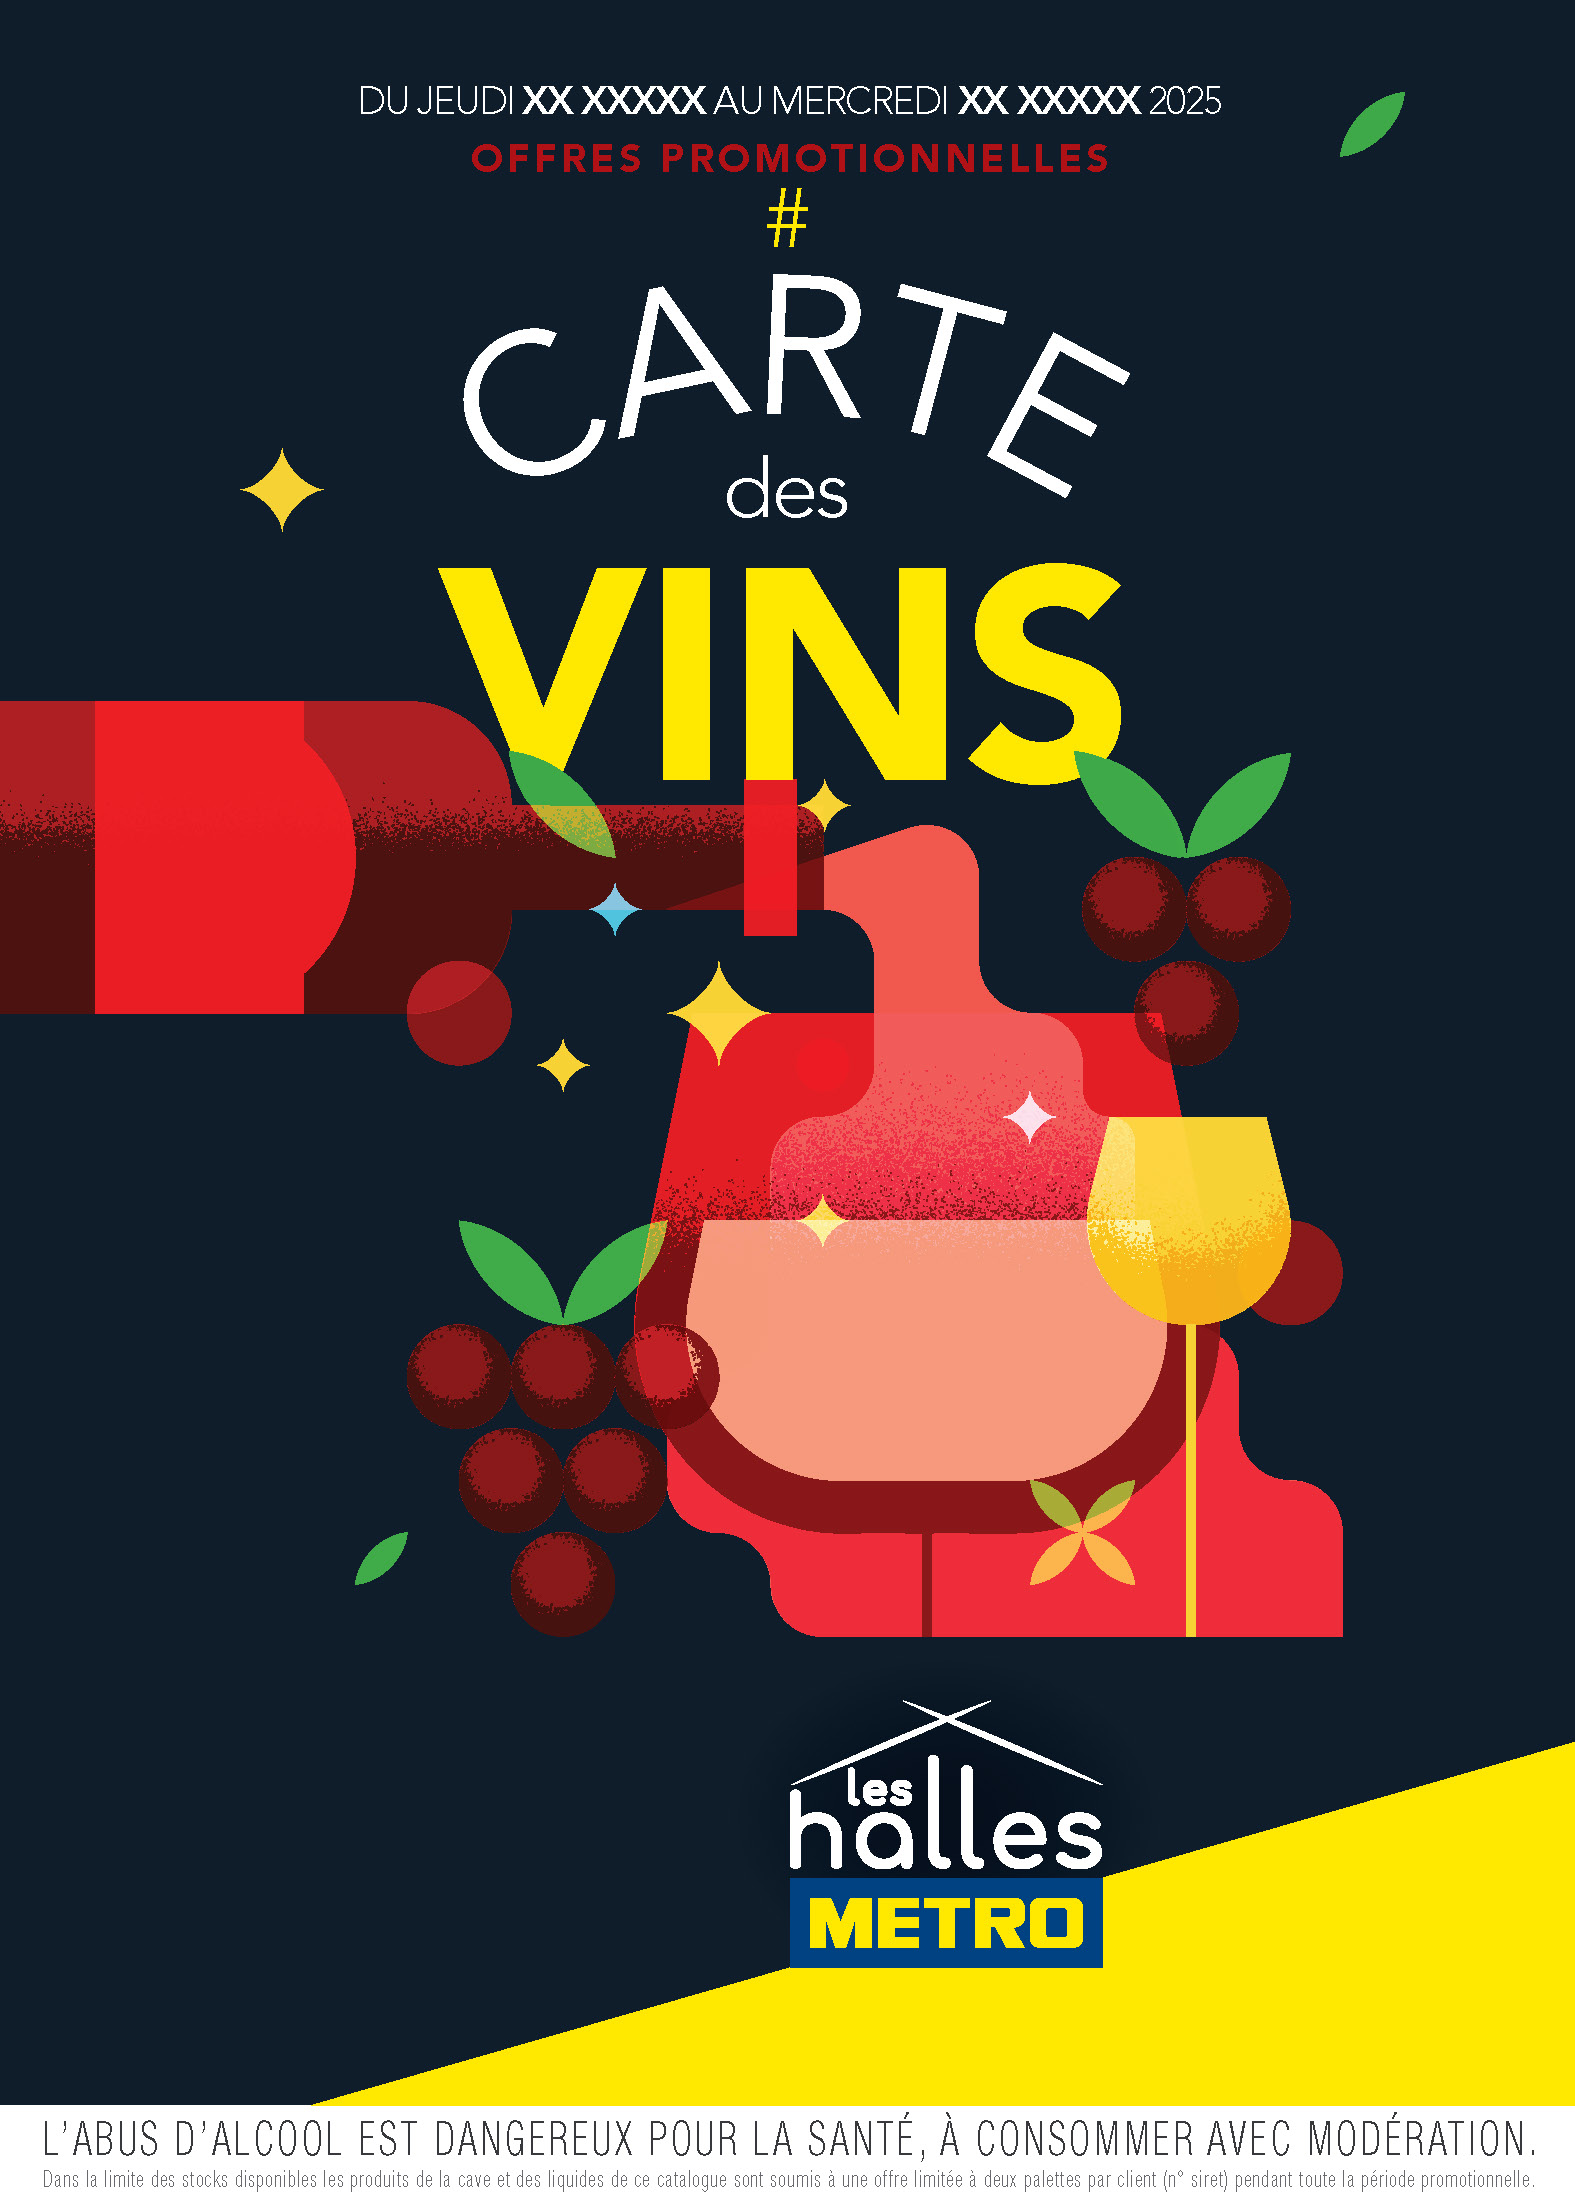 DU JEUDI XX XXXXX AU MERCREDI XX XXXXX 2025
OFFRES PROMOTIONNELLES
#
CARTE
des
VINS
les
halles
METRO
L'ABUS D'ALCOOL EST DANGEREUX POUR LA SANTÉ, À CONSOMMER AVEC MODÉRATION.
Dans la limite des stocks disponibles les produits de la cave et des liquides de ce catalogue sont soumis à une offre limitée à deux palettes par client (n° siret) pendant toute la période promotionnelle.